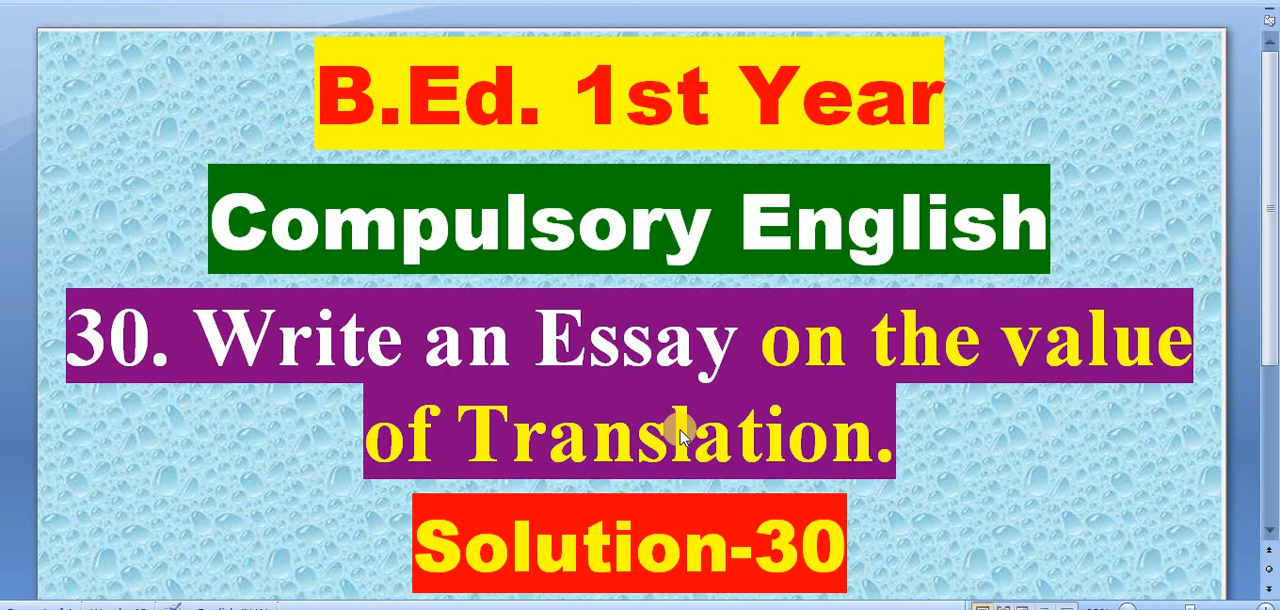 B.Ed. 1st Year
Compulsory English
30. Write an Essay on the value
of Translation.
Solution-30